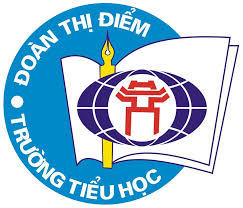 ĐOÀN THỊ ĐIỂM
TRƯỜNG TIỂU HỌC